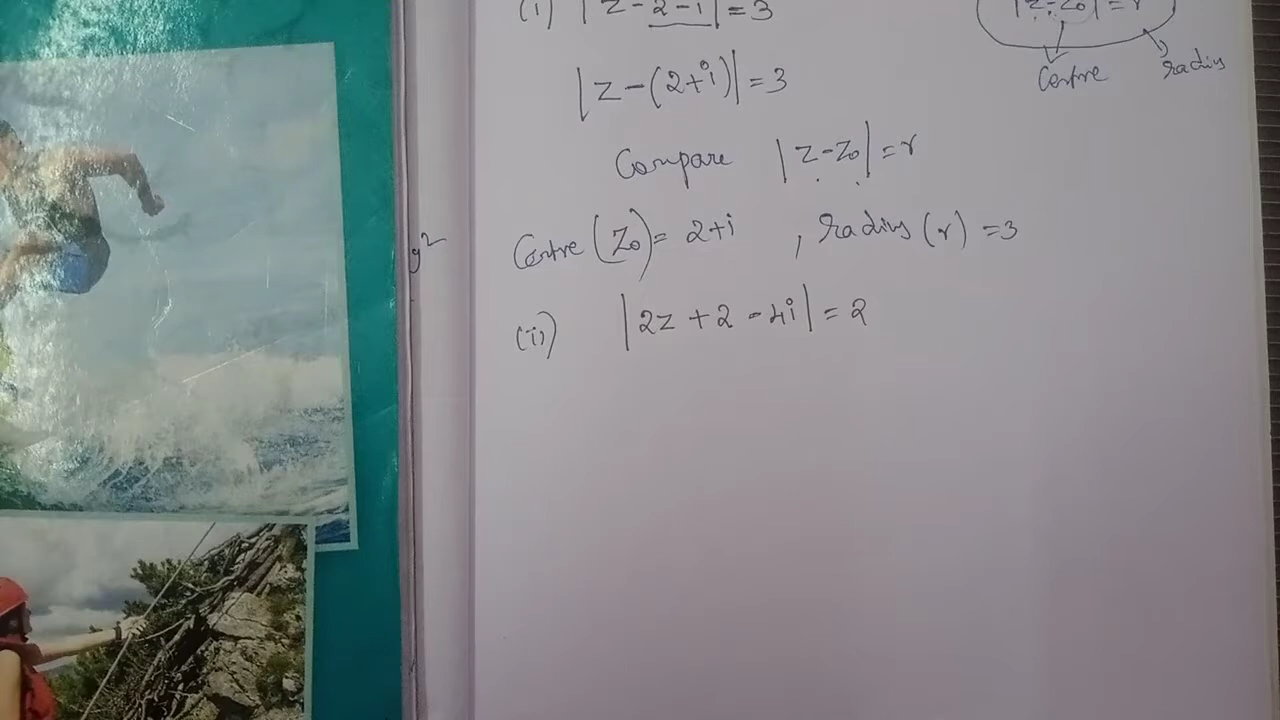 (i) |z-2-i| = 3
|z-z₀| = r
Centre radius
|z-(2+i)| = 3
Compare |z-z₀| = r
Centre (z₀) = 2+i , radius (r) = 3
y²
(ii) |2z + 2 - 4i| = 2